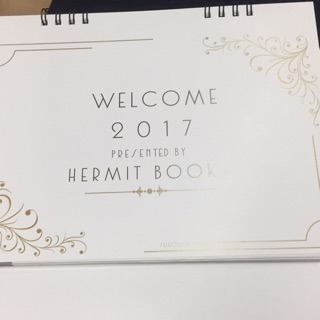 WELCOME
2017
PRESENTED BY
HERMIT BOOK